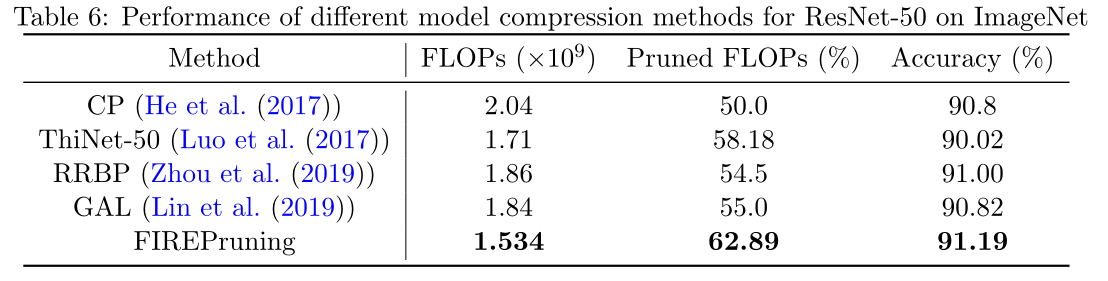 Table 6: Performance of different model compression methods for ResNet-50 on ImageNet
Method FLOPs (×10⁹) Pruned FLOPs (%) Accuracy (%)
CP (He et al. (2017)) 2.04 50.0 90.8
ThiNet-50 (Luo et al. (2017)) 1.71 58.18 90.02
RRBP (Zhou et al. (2019)) 1.86 54.5 91.00
GAL (Lin et al. (2019)) 1.84 55.0 90.82
FIREPruning 1.534 62.89 91.19